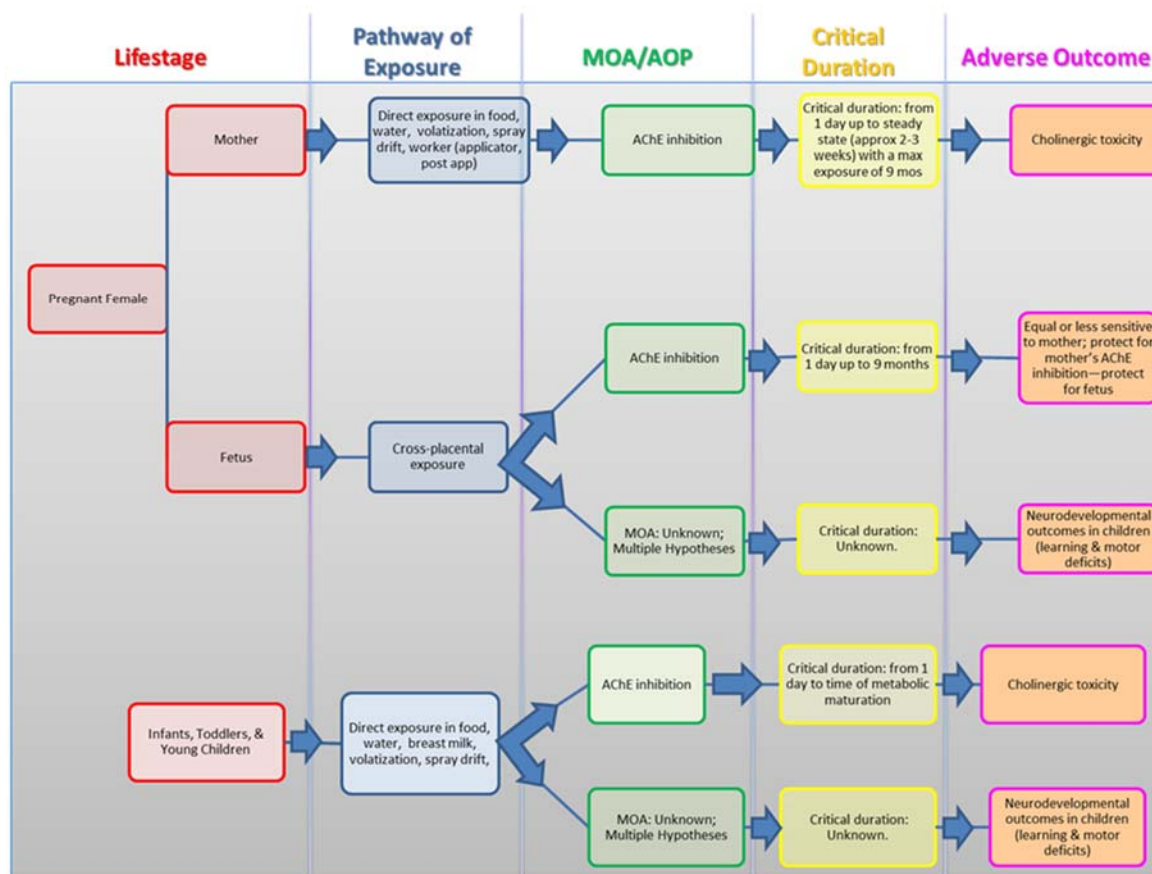 Lifestage
Pathway of
Exposure
MOA/AOP
Critical
Duration
Adverse Outcome
Pregnant Female
Mother
Direct exposure in food,
water, volatization, spray
drift, worker (applicator,
post app)
AChE inhibition
Critical duration: from
1 day up to steady
state (approx 2-3
weeks) with a max
exposure of 9 mos
Cholinergic toxicity
Fetus
Cross-placental
exposure
AChE inhibition
Critical duration: from
1 day up to 9 months
Equal or less sensitive
to mother; protect for
mother's AChE
inhibition—protect
for fetus
MOA: Unknown;
Multiple Hypotheses
Critical duration:
Unknown.
Neurodevelopmental
outcomes in children
(learning & motor
deficits)
Infants, Toddlers, &
Young Children
Direct exposure in food,
water, breast milk,
volatization, spray drift,
AChE inhibition
Critical duration: from 1
day to time of metabolic
maturation
Cholinergic toxicity
MOA: Unknown;
Multiple Hypotheses
Critical duration:
Unknown.
Neurodevelopmental
outcomes in children
(learning & motor
deficits)